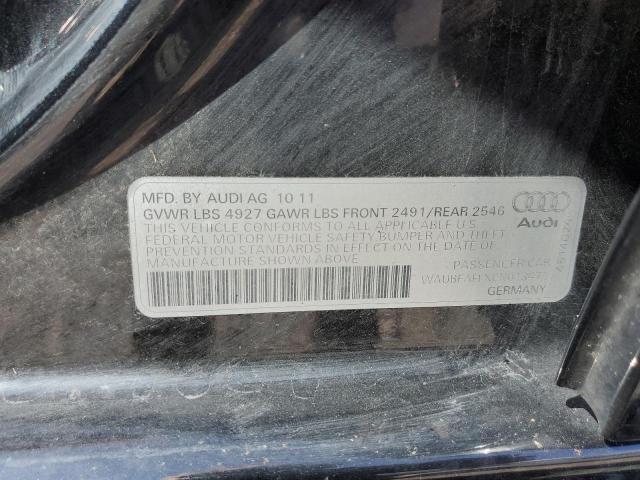 MFD. BY AUDI AG 10 11
GVWR LBS 4927 GAWR LBS FRONT 2491/REAR 2546
THIS VEHICLE CONFORMS TO ALL APPLICABLE U.S.
FEDERAL MOTOR VEHICLE SAFETY BUMPER AND THEFT
PREVENTION STANDARDS IN EFFECT ON THE DATE OF
MANUFACTURE SHOWN ABOVE
PASSENGER CAR
GERMANY
Audi